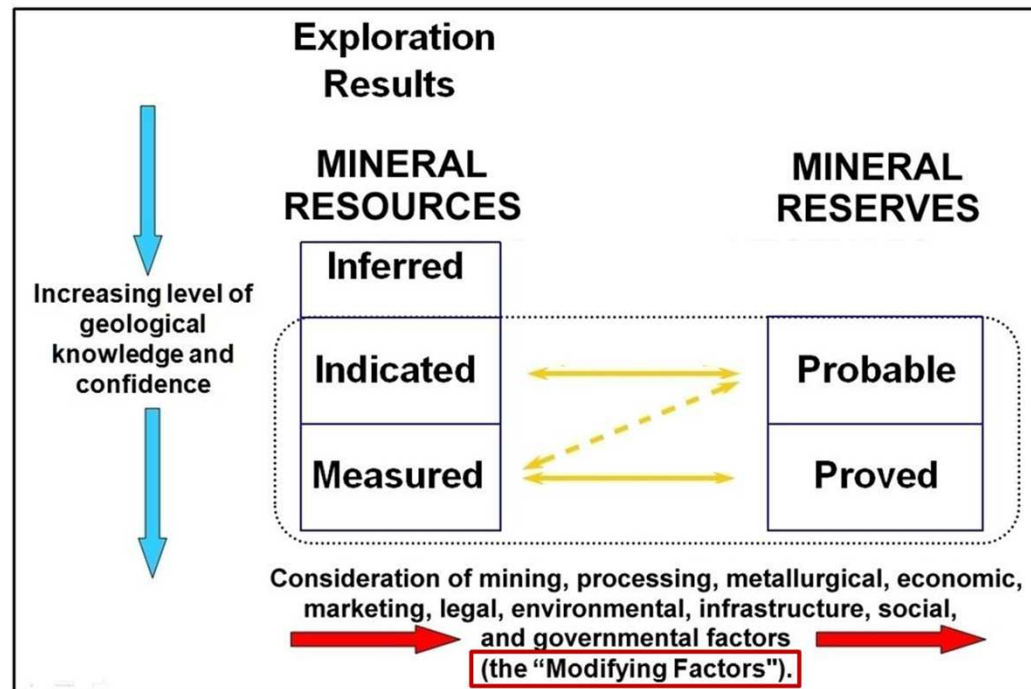 Exploration
Results
MINERAL
RESOURCES
MINERAL
RESERVES
Inferred
Increasing level of
geological
knowledge and
confidence
Indicated
Probable
Measured
Proved
Consideration of mining, processing, metallurgical, economic,
marketing, legal, environmental, infrastructure, social,
and governmental factors
(the “Modifying Factors").